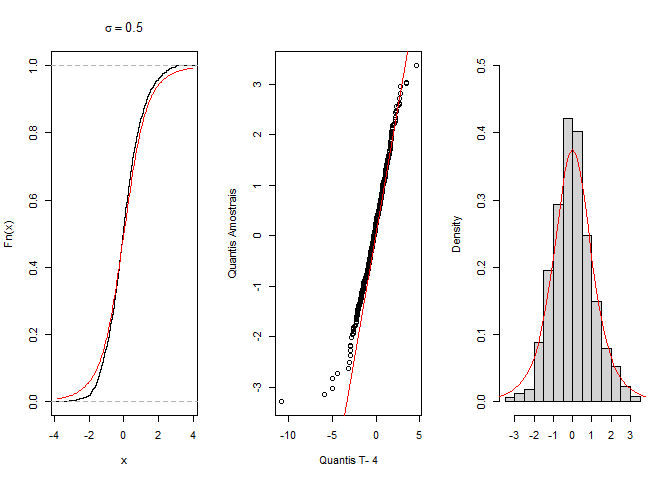 σ = 0.5
Fn(x)
0.0 0.2 0.4 0.6 0.8 1.0
-4 -2 0 2 4
x
Quantis Amostrais
-3 -2 -1 0 1 2 3
-10 -5 0 5
Quantis T- 4
Density
0.0 0.1 0.2 0.3 0.4 0.5
-3 -2 -1 0 1 2 3